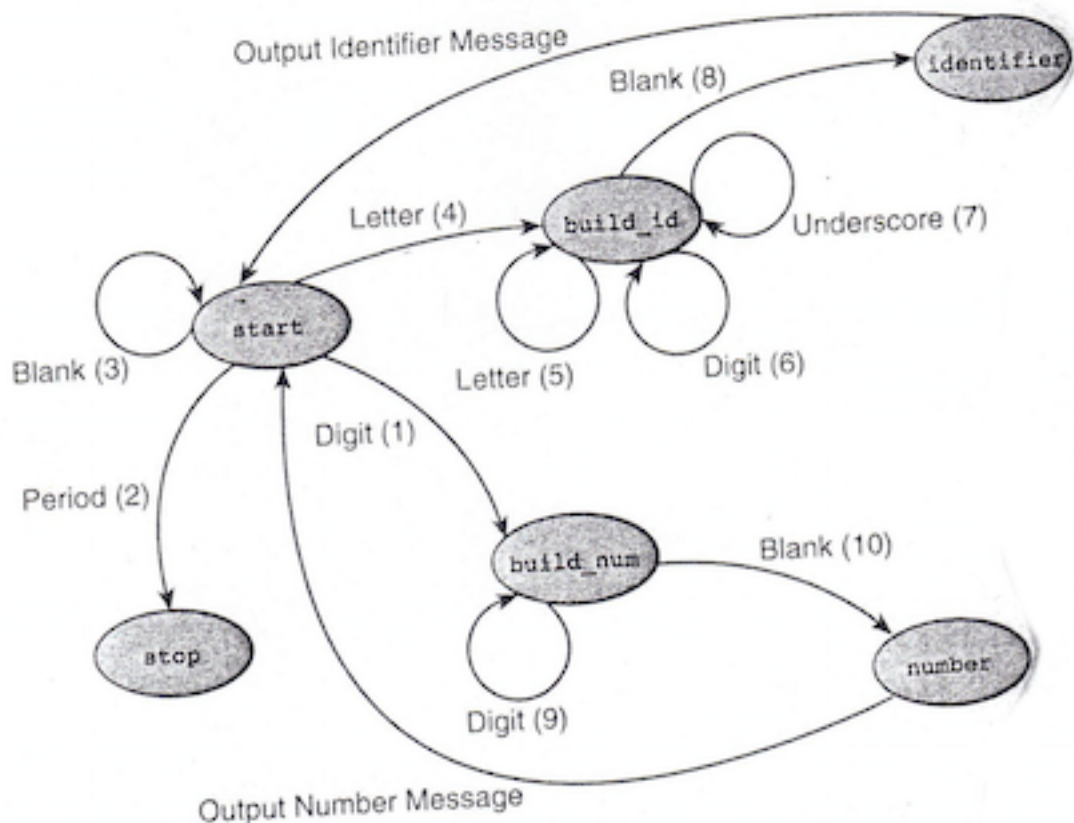 Output Identifier Message
identifier
Blank (8)
Letter (4)
build_id
Underscore (7)
start
Blank (3)
Letter (5)
Digit (6)
Digit (1)
Period (2)
build_num
Blank (10)
stop
number
Digit (9)
Output Number Message